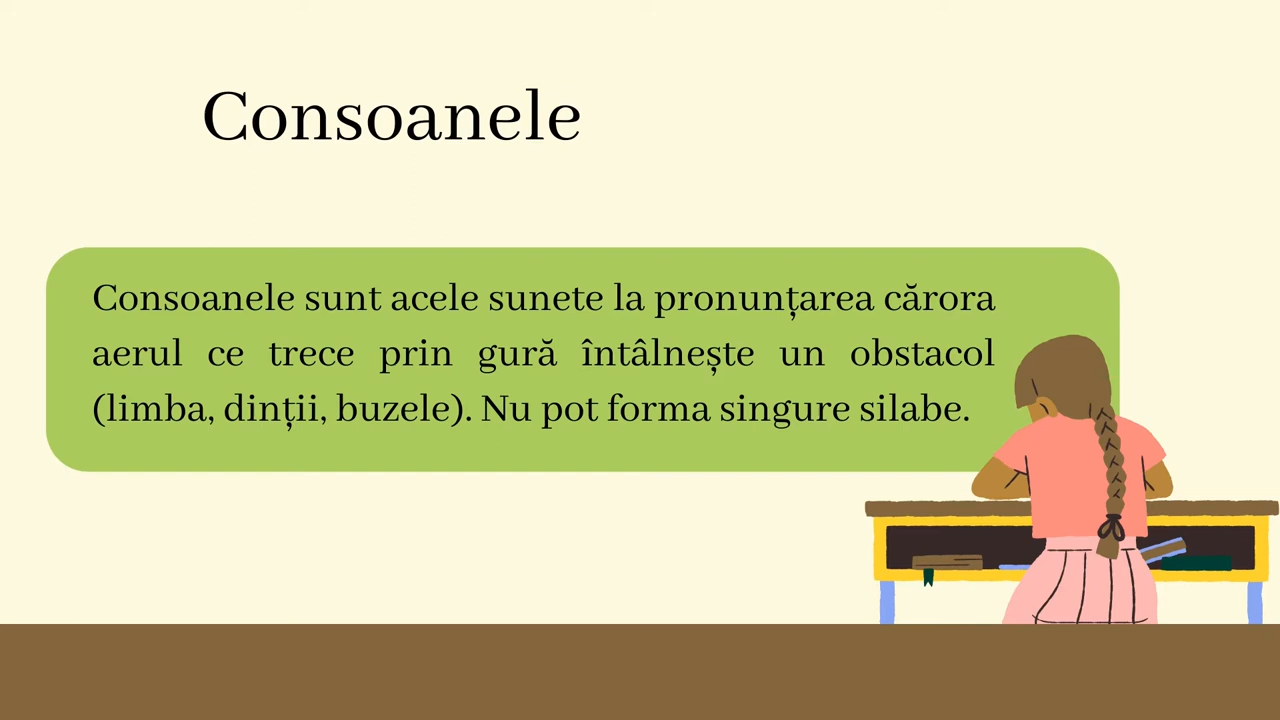 Consoanele
Consoanele sunt acele sunete la pronunțarea cărora
aerul ce trece prin gură întâlnește un obstacol
(limba, dinții, buzele). Nu pot forma singure silabe.